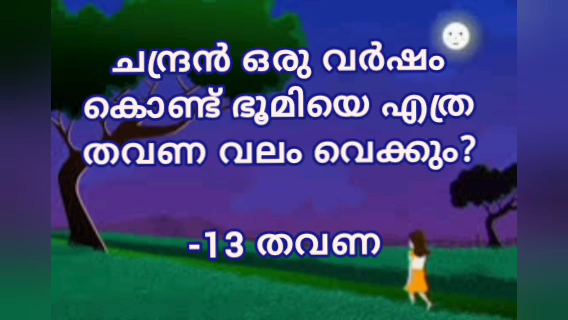 ചന്ദ്രൻ ഒരു വർഷം
കൊണ്ട് ഭൂമിയെ എത്ര
തവണ വലം വെക്കും?
-13 തവണ